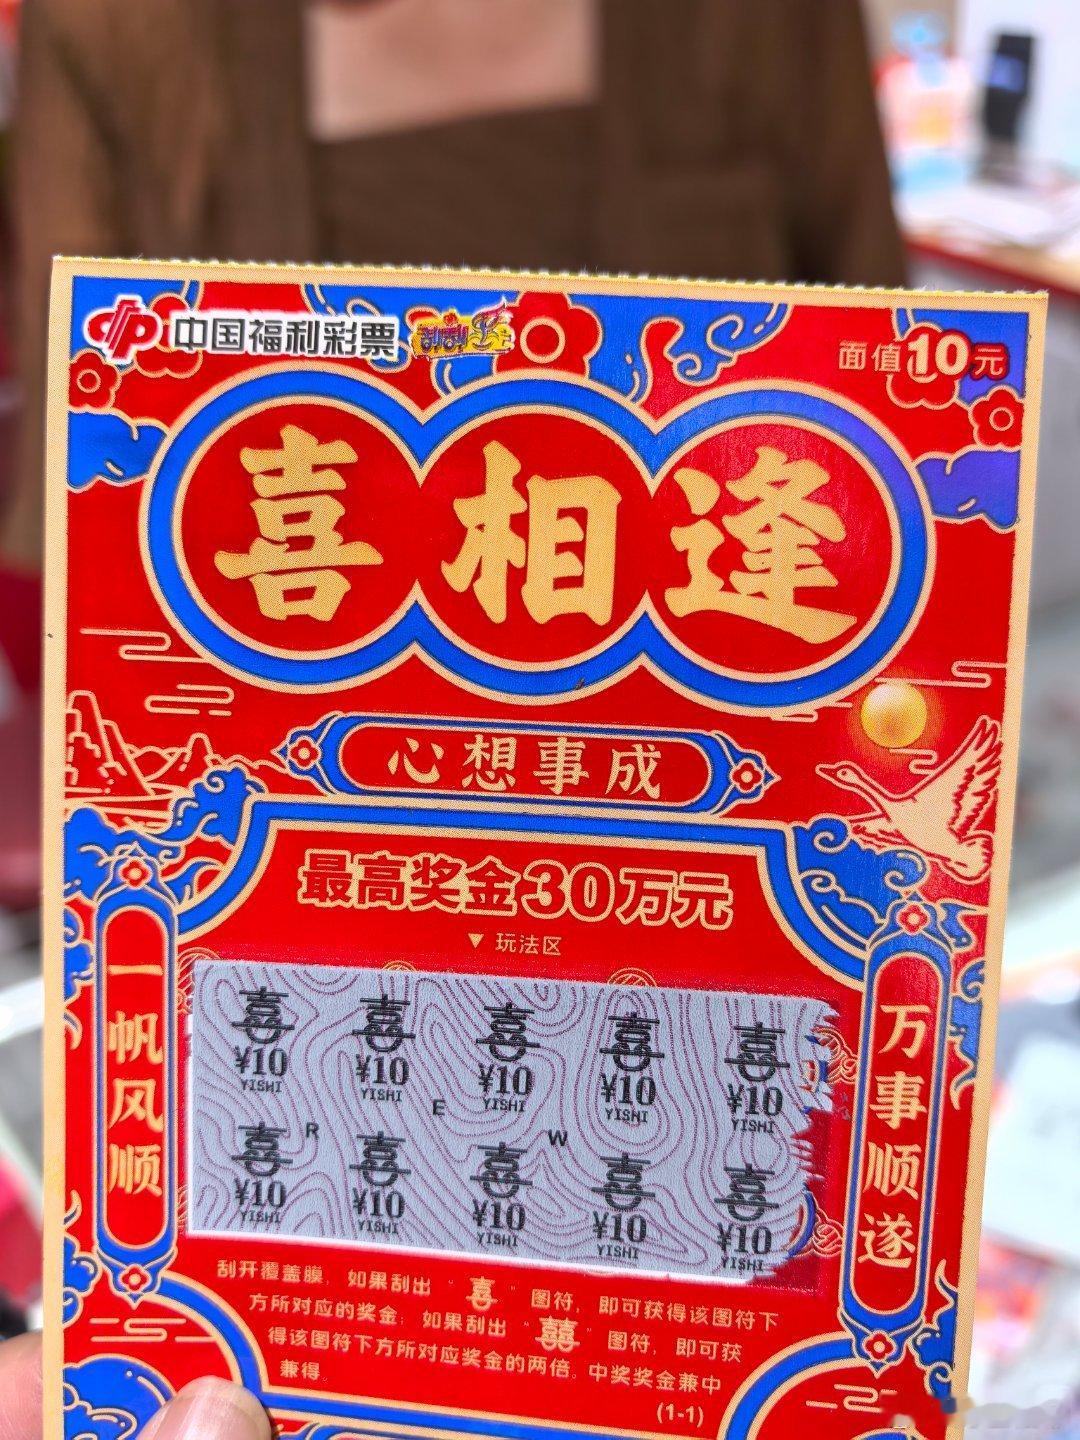 中国福利彩票 刮刮乐
面值10元
喜相逢
心想事成
最高奖金30万元
▼ 玩法区
一帆风顺
万事顺遂
喜 喜 喜 喜 喜
¥10 ¥10 ¥10 ¥10 ¥10
YISHI YISHI YISHI YISHI YISHI
R E W
喜 喜 喜 喜 喜
¥10 ¥10 ¥10 ¥10 ¥10
YISHI YISHI YISHI YISHI YISHI
刮开覆盖膜，如果刮出“喜”图符，即可获得该图符下
方所对应的奖金；如果刮出“囍”图符，即可获
得该图符下方所对应奖金的两倍。中奖奖金兼中
兼得。
(1-1)